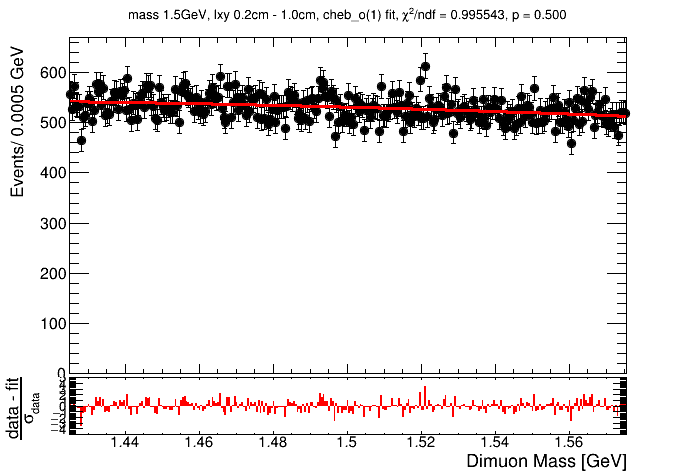 mass 1.5GeV, lxy 0.2cm - 1.0cm, cheb_o(1) fit, χ²/ndf = 0.995543, p = 0.500
Events/ 0.0005 GeV
600
500
400
300
200
100
0
data - fit
σdata
1.44 1.46 1.48 1.5 1.52 1.54 1.56
Dimuon Mass [GeV]